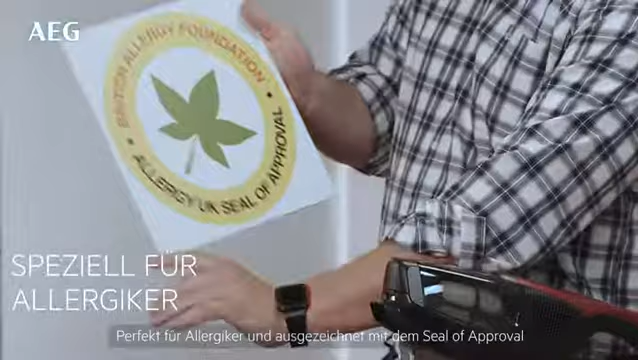 AEG
BRITISH ALLERGY FOUNDATION
ALLERGY UK SEAL OF APPROVAL
SPEZIELL FÜR
ALLERGIKER
Perfekt für Allergiker und ausgezeichnet mit dem Seal of Approval